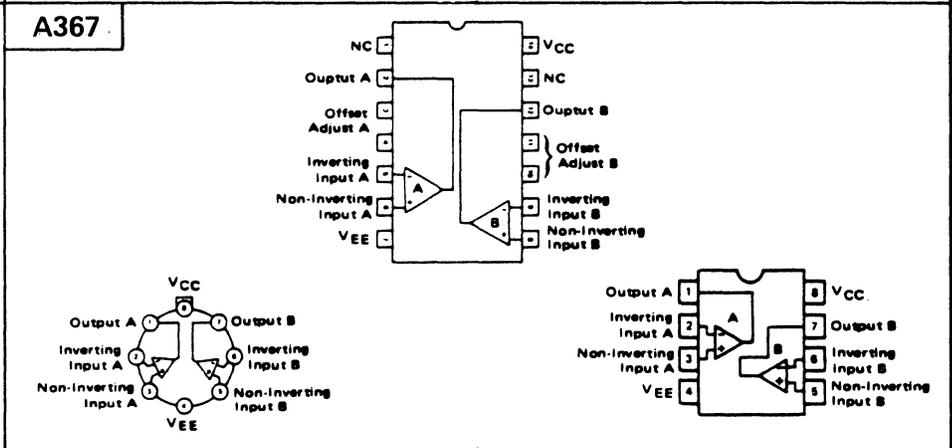 A367
NC
Ouptut A
Offset
Adjust A
Inverting
Input A
Non-Inverting
Input A
VEE
VCC
NC
Ouptut B
Offset
Adjust B
Inverting
Input B
Non-Inverting
Input B
A
B
VCC
Output A
Output B
Inverting
Input A
Inverting
Input B
Non-Inverting
Input A
Non-Inverting
Input B
VEE
Output A
1
8
VCC
Inverting
Input A
2
7
Output B
Non-Inverting
Input A
3
6
Inverting
Input B
VEE
4
5
Non-Inverting
Input B
A
B